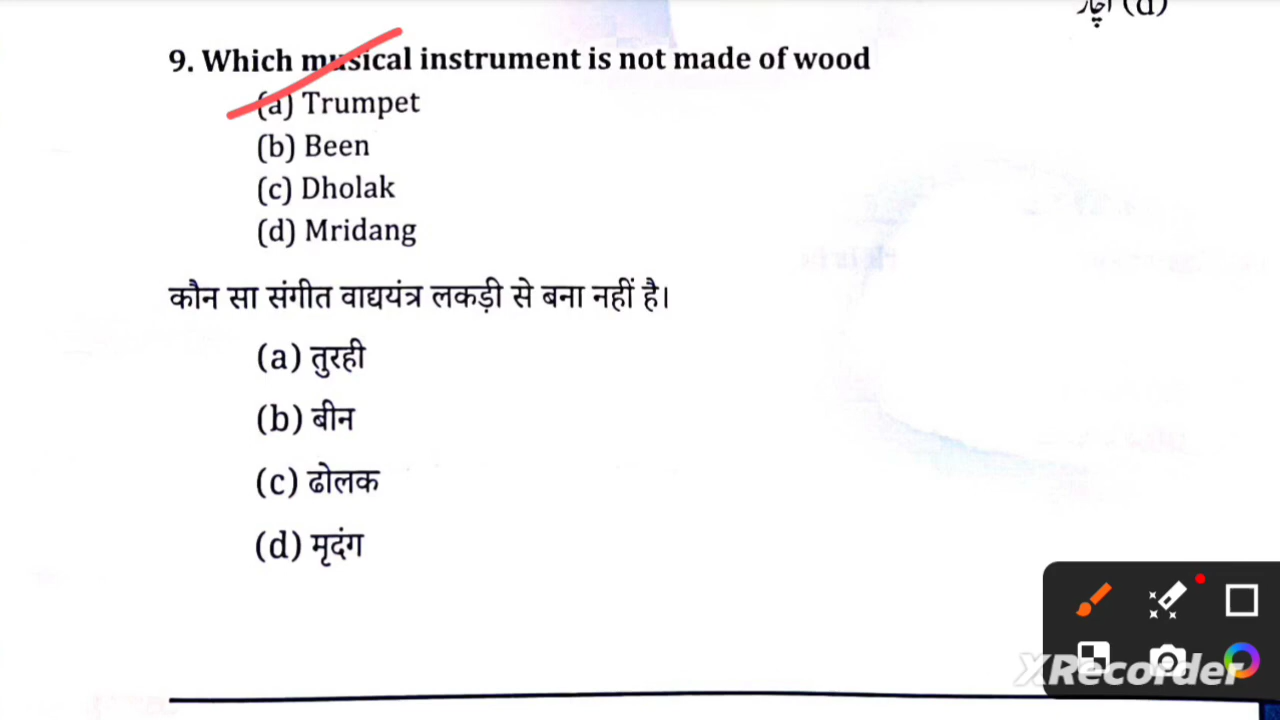 (d) اچار
9. Which musical instrument is not made of wood
(a) Trumpet
(b) Been
(c) Dholak
(d) Mridang
कौन सा संगीत वाद्ययंत्र लकड़ी से बना नहीं है।
(a) तुरही
(b) बीन
(c) ढोलक
(d) मृदंग
XRecorder